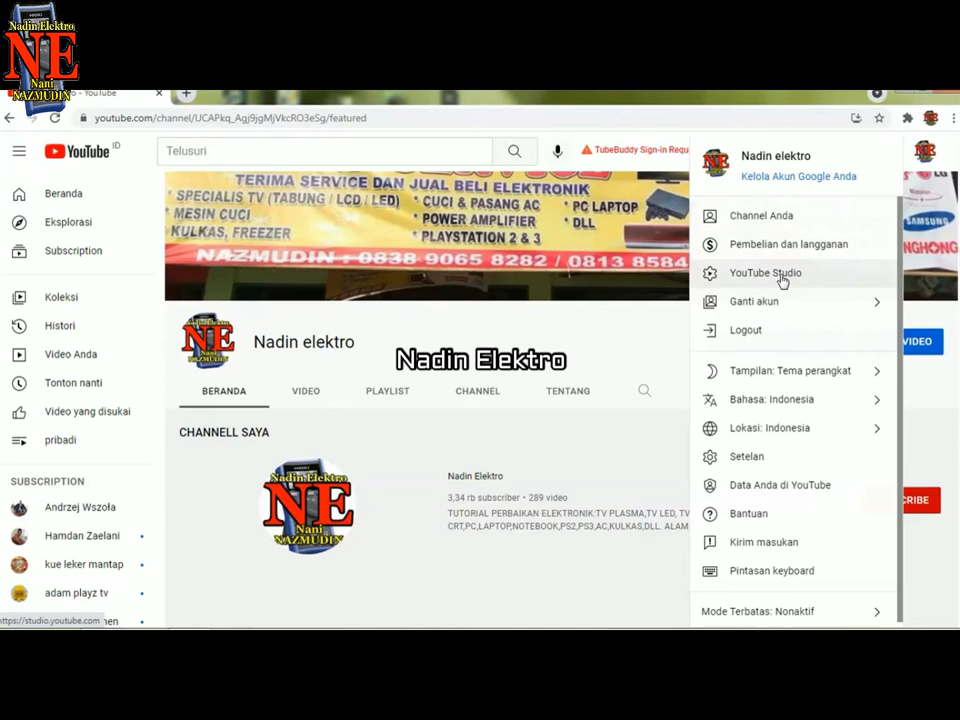 Nadin Elektro
NE
Nani
NAZMUDIN
- YouTube
youtube.com/channel/UCAPkq_Agj9jgMjVkcRO3eSg/featured
YouTube ID
Telusuri
TubeBuddy Sign-in Requ
Beranda
Eksplorasi
Subscription
Koleksi
Histori
Video Anda
Tonton nanti
Video yang disukai
pribadi
SUBSCRIPTION
Andrzej Wszoła
Hamdan Zaelani
kue leker mantap
adam playz tv
https://studio.youtube.com
TERIMA SERVICE DAN JUAL BELI ELEKTRONIK
* SPECIALIS TV (TABUNG / LCD / LED)
* MESIN CUCI
KULKAS, FREEZER
* CUCI & PASANG AC
* POWER AMPLIFIER
* PLAYSTATION 2 & 3
* PC LAPTOP
* DLL
NAZMUDIN : 0838 9065 8282 / 0813 8584
LG
SAMSUNG
Nadin elektro
Nadin Elektro
BERANDA
VIDEO
PLAYLIST
CHANNEL
TENTANG
CHANNELL SAYA
NE
Nadin Elektro
3,34 rb subscriber • 289 video
TUTORIAL PERBAIKAN ELEKTRONIK:TV PLASMA,TV LED, TV
CRT,PC,LAPTOP,NOTEBOOK,PS2,PS3,AC,KULKAS,DLL. ALAM
Nadin Elektro
NE
Nani
NAZMUDIN
Nadin elektro
Kelola Akun Google Anda
Channel Anda
Pembelian dan langganan
YouTube Studio
Ganti akun
Logout
Tampilan: Tema perangkat
Bahasa: Indonesia
Lokasi: Indonesia
Setelan
Data Anda di YouTube
Bantuan
Kirim masukan
Pintasan keyboard
Mode Terbatas: Nonaktif
VIDEO